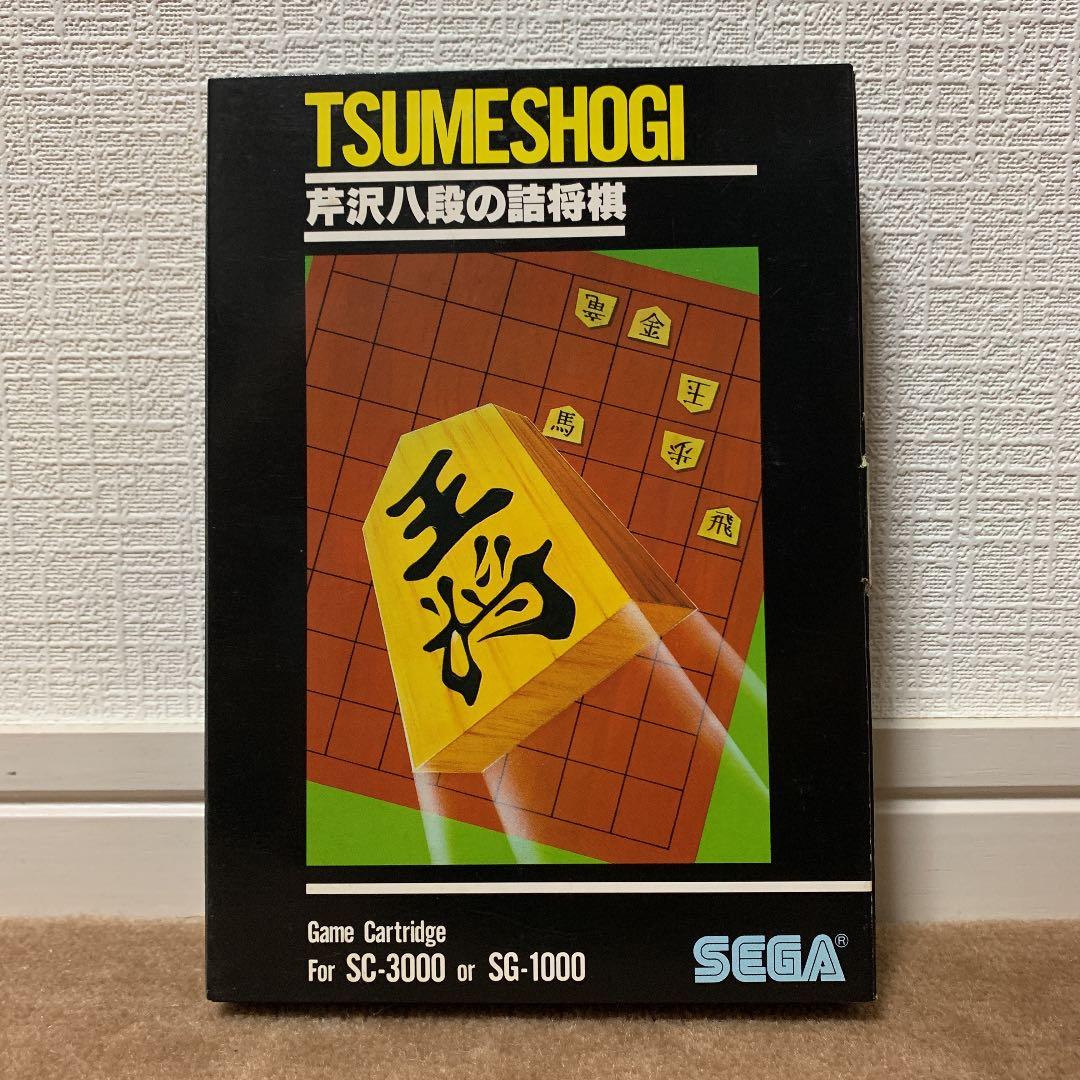 TSUMESHOGI
芹沢八段の詰将棋
竜
金
王
馬
歩
飛
王将
Game Cartridge
For SC-3000 or SG-1000
SEGA®